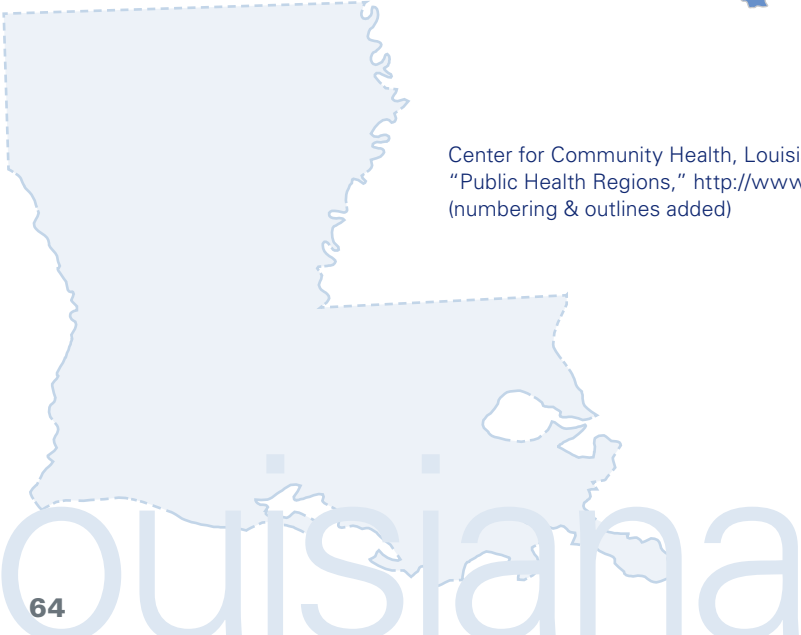 Center for Community Health, Louisi
“Public Health Regions,” http://www
(numbering & outlines added)
ouisiana
64